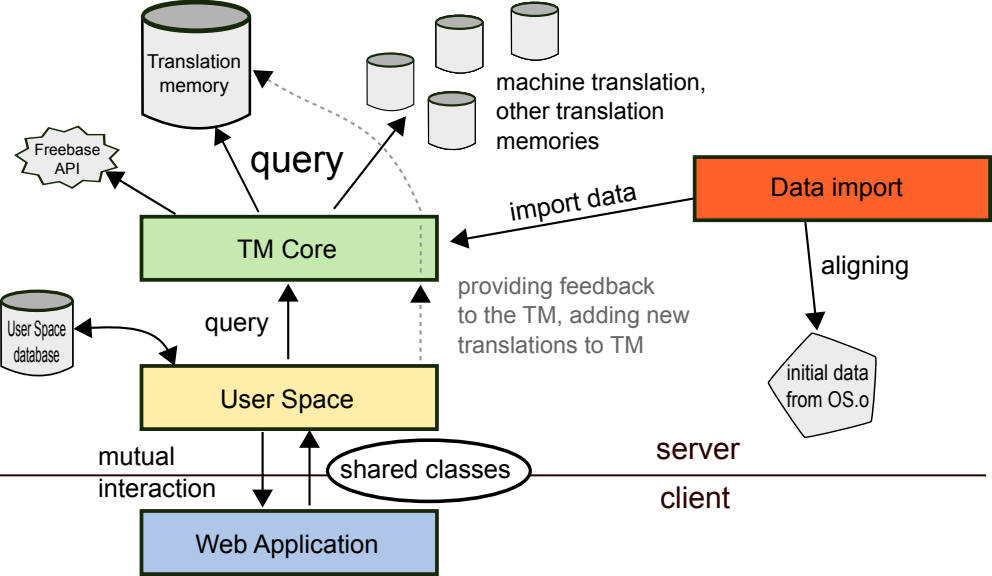 Translation
memory
machine translation,
other translation
memories
Freebase
API
query
Data import
import data
TM Core
aligning
providing feedback
to the TM, adding new
translations to TM
query
User Space
database
initial data
from OS.o
User Space
mutual
interaction
shared classes
server
client
Web Application